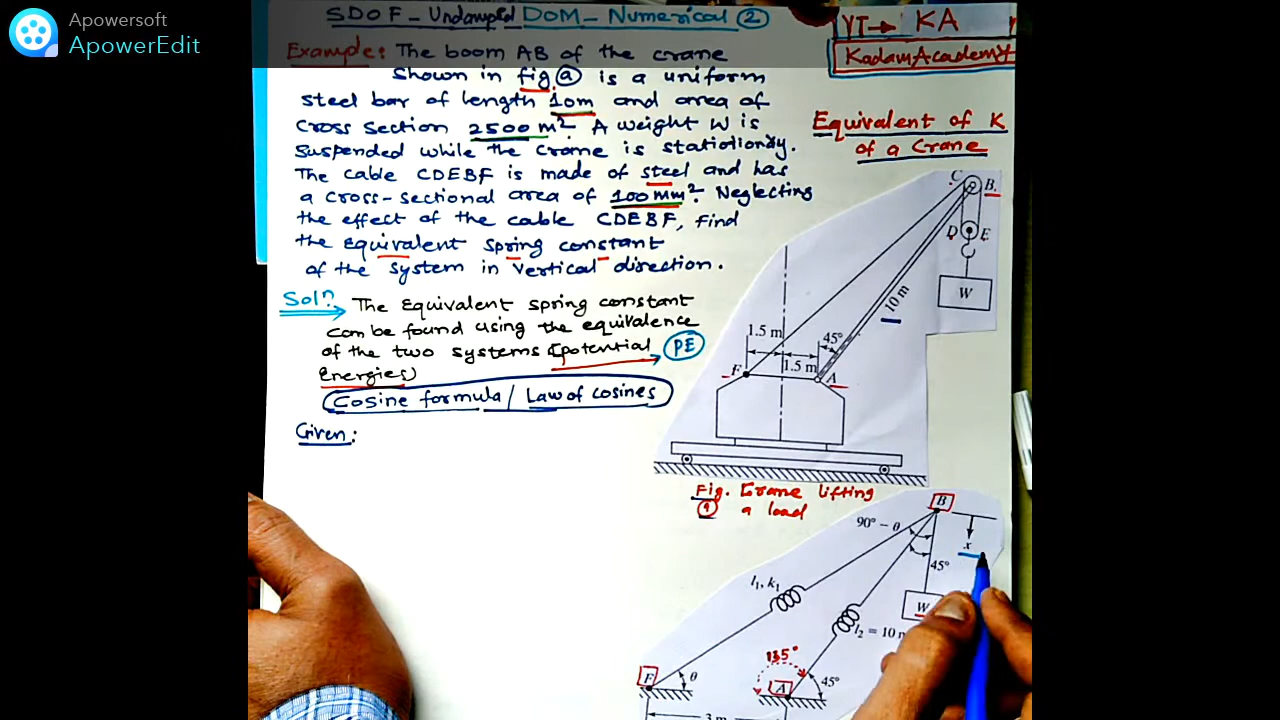 Apowersoft
ApowerEdit
SDOF - Undamped DOM - Numerical ②
YT → KA
Kadam Academy
Example: The boom AB of the crane
shown in fig ⓐ is a uniform
steel bar of length 10m and area of
cross section 2500 m². A weight W is
suspended while the crane is stationary.
The cable CDEBF is made of steel and has
a cross-sectional area of 100 mm². Neglecting
the effect of the cable CDEBF, Find
the equivalent spring constant
of the system in vertical direction.
Equivalent of K
of a Crane
Solⁿ → The Equivalent spring constant
can be found using the equivalence
of the two systems (potential
Energies) → PE
Cosine formula / Law of cosines
Given:
C B
D E
W
10 m
45°
1.5 m
1.5 m
F A
Fig. Crane lifting
a load
B
90° − θ
x
45°
l₁, k₁
W
l₂ = 10 m
135°
F θ A 45°
3 m